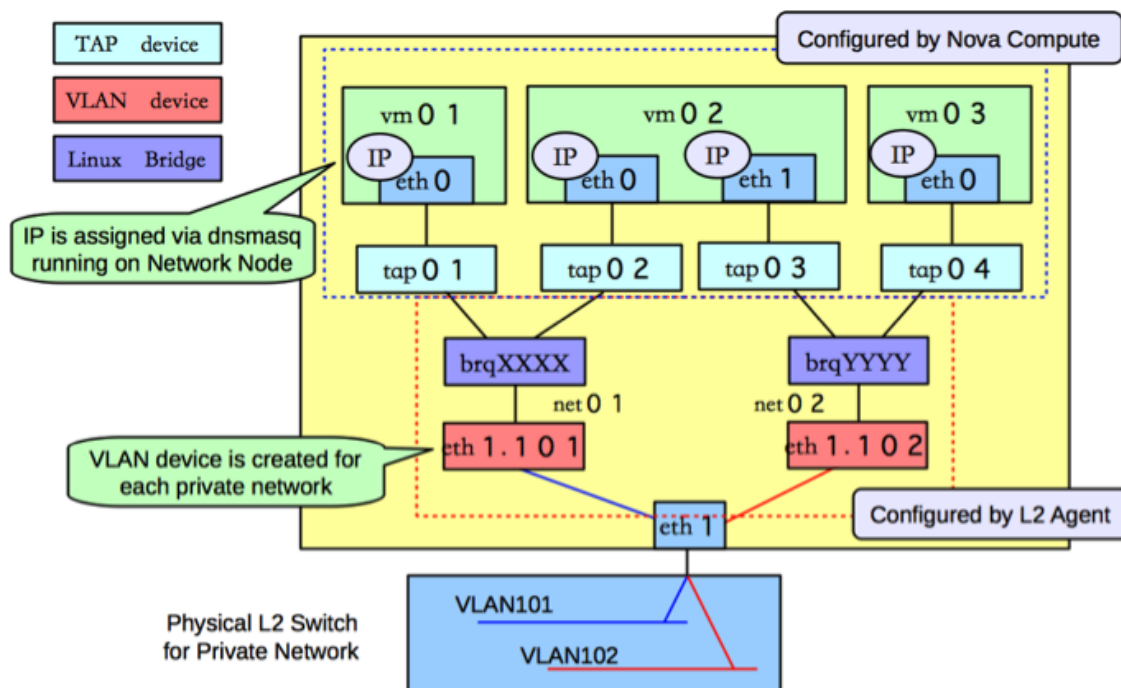 TAP device
Configured by Nova Compute
VLAN device
Linux Bridge
vm01
vm02
vm03
IP
IP
IP
IP
eth0
eth0
eth1
eth0
IP is assigned via dnsmasq
running on Network Node
tap01
tap02
tap03
tap04
brqXXXX
brqYYYY
net01
net02
eth1.101
eth1.102
VLAN device is created for
each private network
Configured by L2 Agent
eth1
VLAN101
Physical L2 Switch
for Private Network
VLAN102